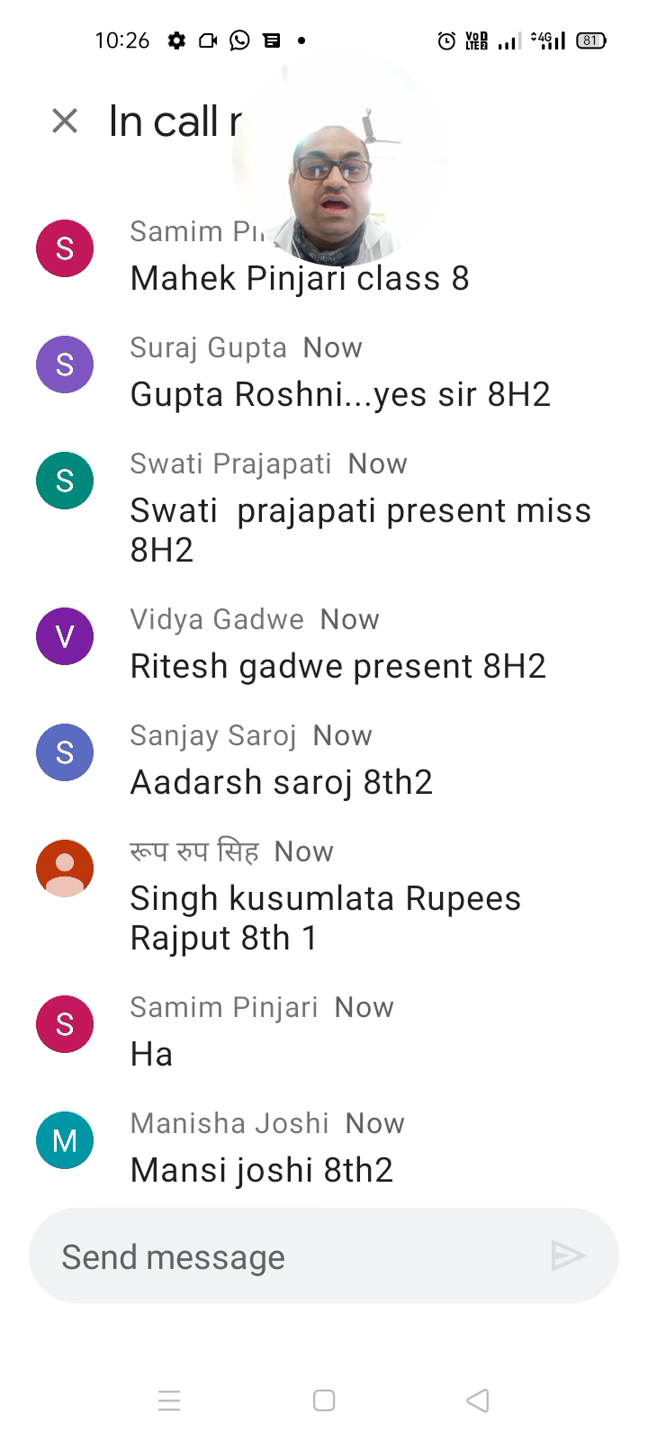 10:26
4G 81
In call
Samim
Mahek Pinjari class 8
Suraj Gupta Now
Gupta Roshni...yes sir 8H2
Swati Prajapati Now
Swati prajapati present miss
8H2
Vidya Gadwe Now
Ritesh gadwe present 8H2
Sanjay Saroj Now
Aadarsh saroj 8th2
रूप रुप सिह Now
Singh kusumlata Rupees
Rajput 8th 1
Samim Pinjari Now
Ha
Manisha Joshi Now
Mansi joshi 8th2
Send message